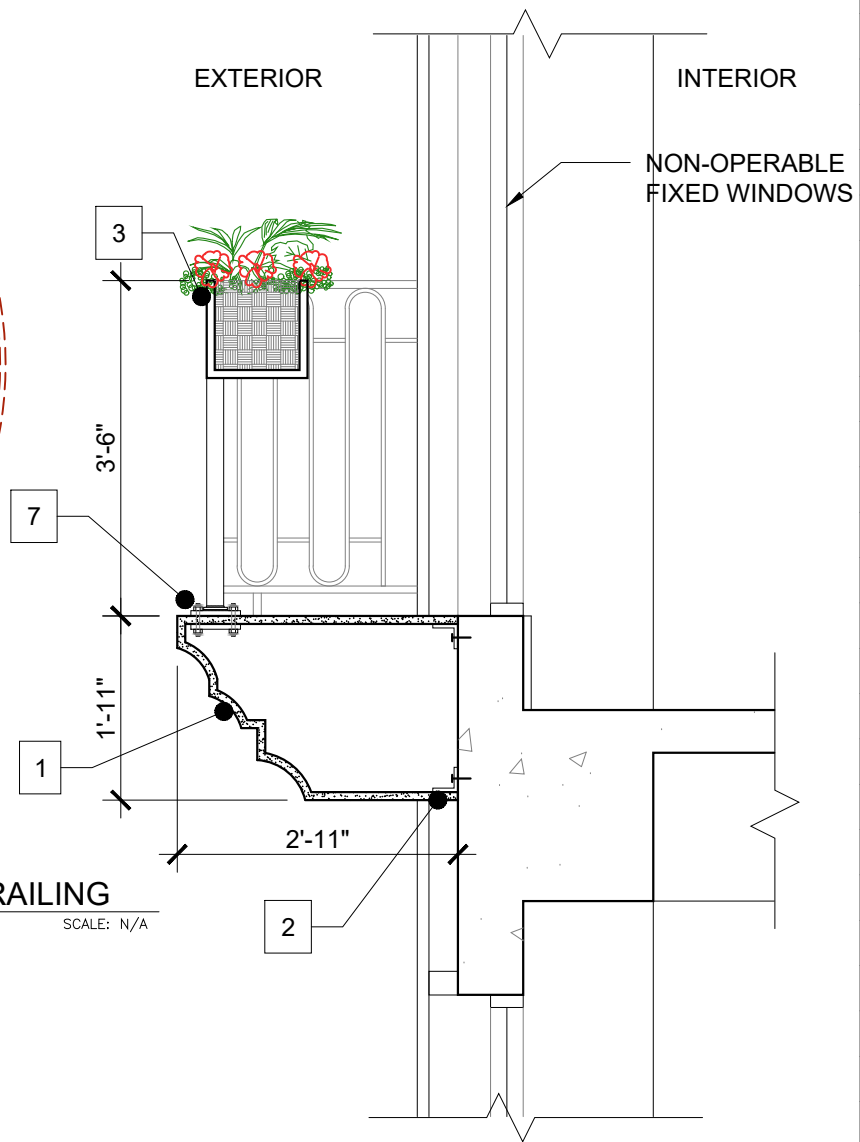 EXTERIOR
INTERIOR
NON-OPERABLE
FIXED WINDOWS
3
3'-6"
7
1'-11"
1
2'-11"
RAILING
SCALE: N/A
2